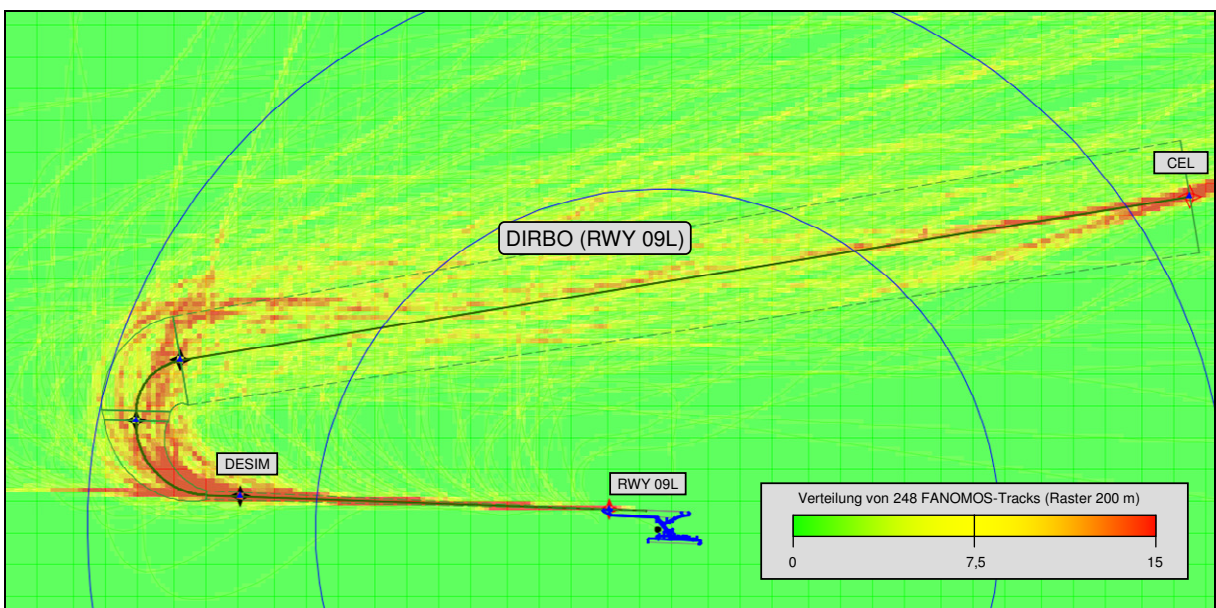 CEL
DIRBO (RWY 09L)
DESIM
RWY 09L
Verteilung von 248 FANOMOS-Tracks (Raster 200 m)
0 7,5 15